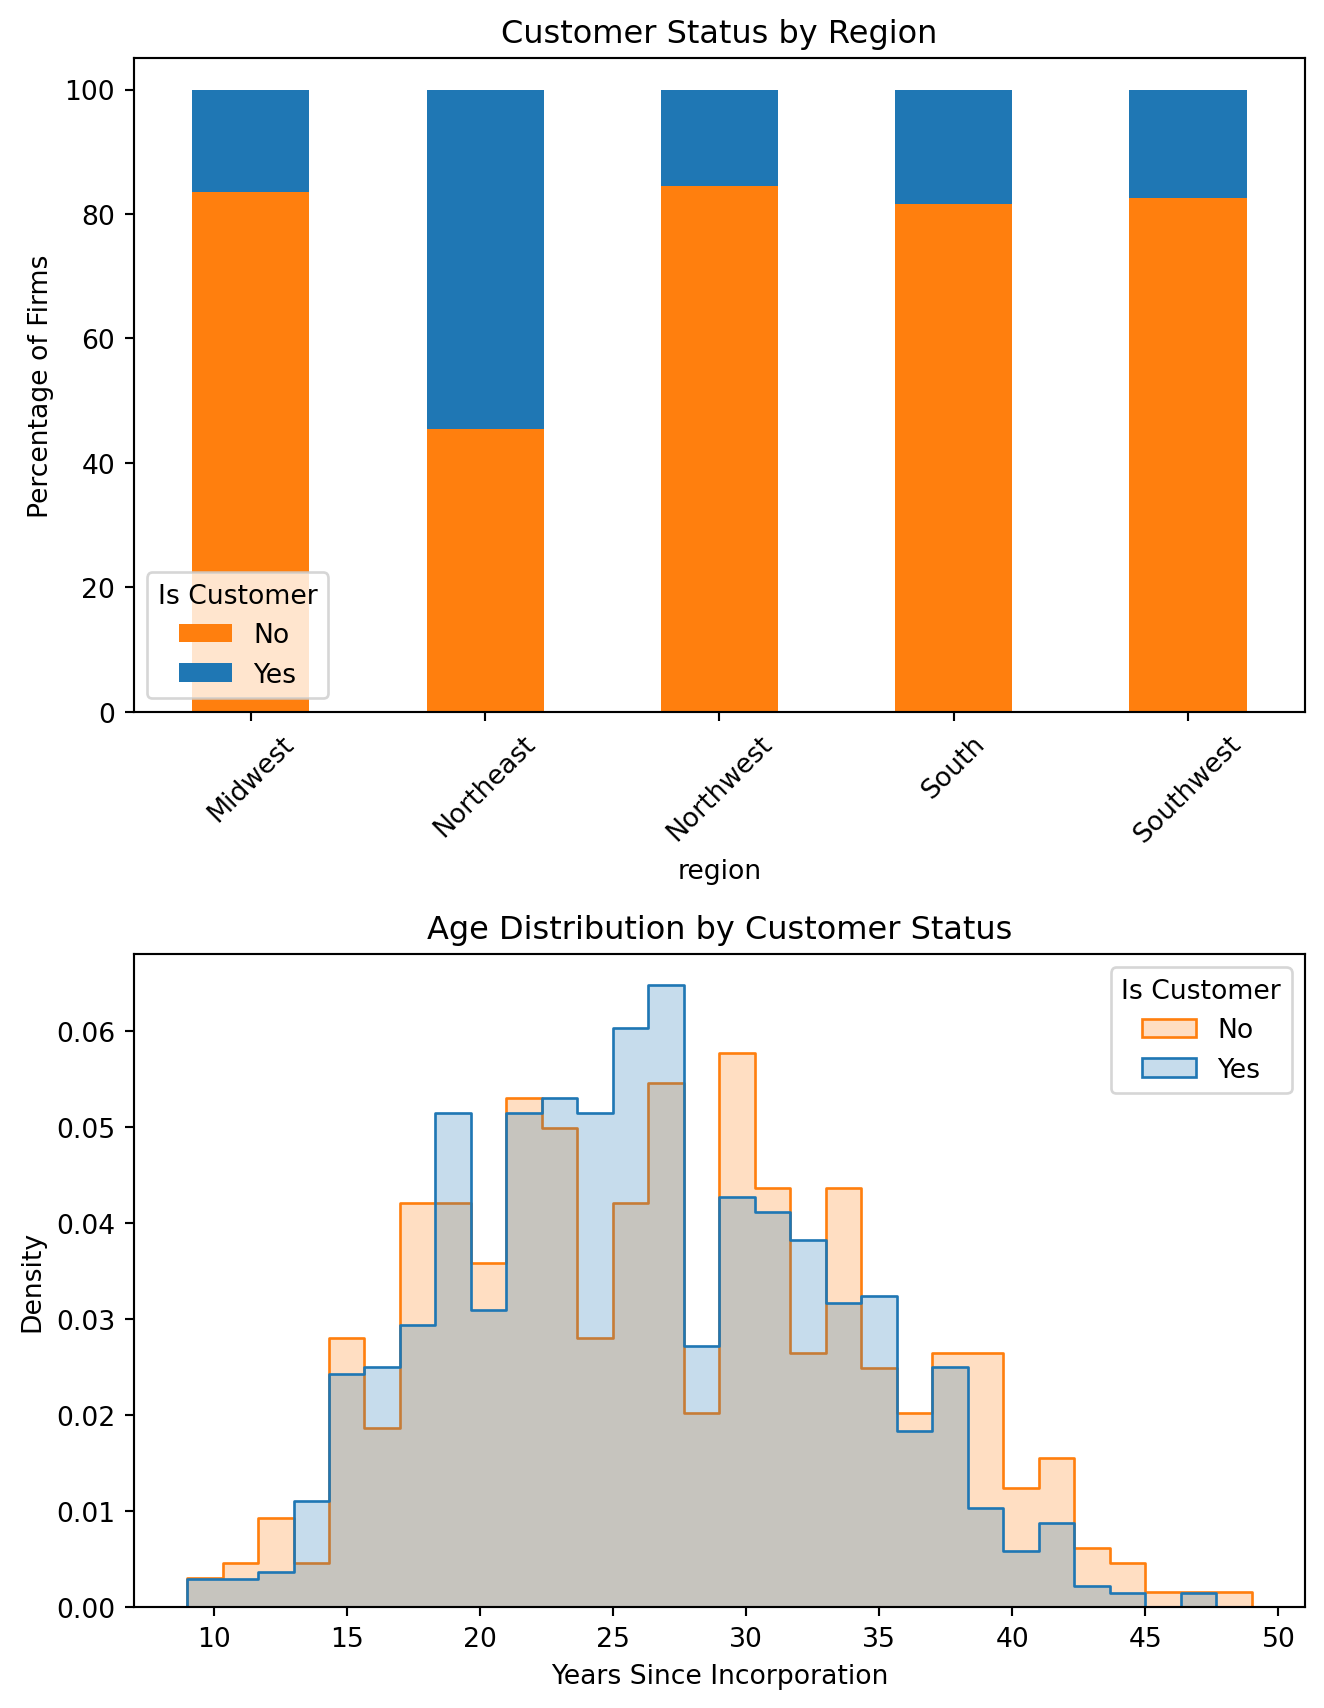 Customer Status by Region
Percentage of Firms
100
80
60
40
20
0
Is Customer
No
Yes
Midwest
Northeast
Northwest
South
Southwest
region
Age Distribution by Customer Status
Density
0.06
0.05
0.04
0.03
0.02
0.01
0.00
Is Customer
No
Yes
10 15 20 25 30 35 40 45 50
Years Since Incorporation